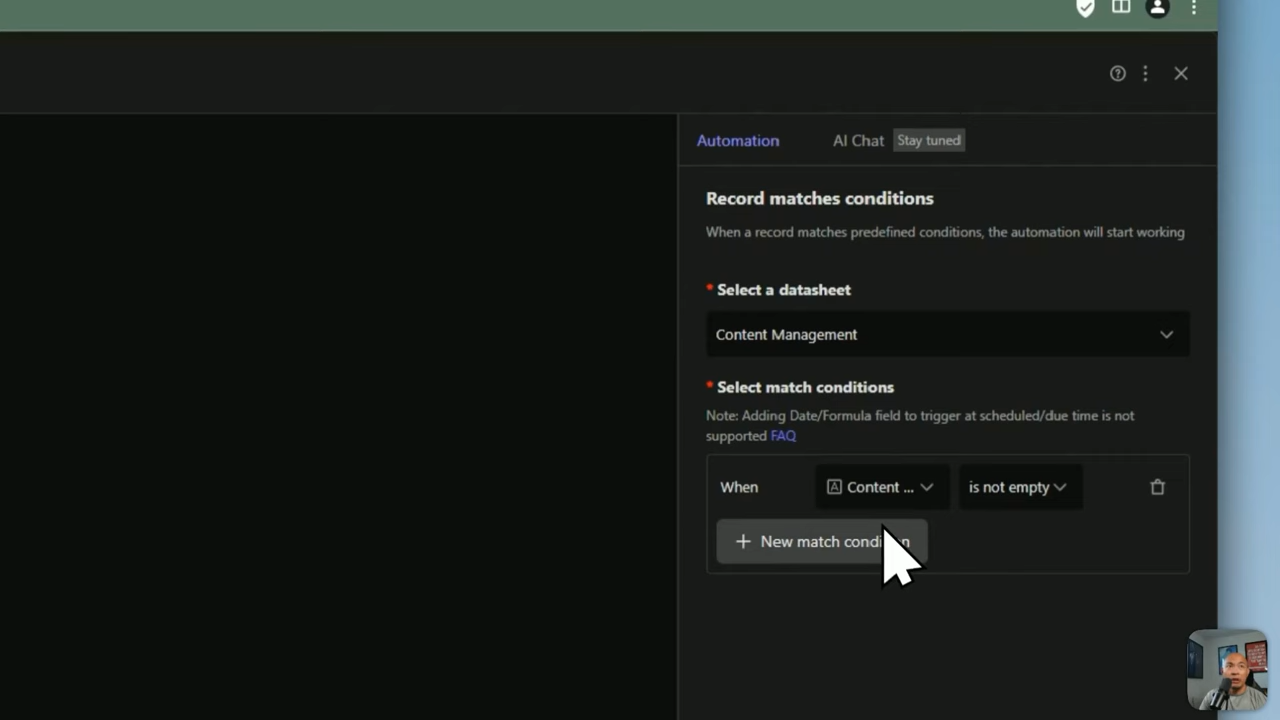 Automation AI Chat Stay tuned
Record matches conditions
When a record matches predefined conditions, the automation will start working
* Select a datasheet
Content Management
* Select match conditions
Note: Adding Date/Formula field to trigger at scheduled/due time is not
supported FAQ
When A Content ... is not empty
+ New match